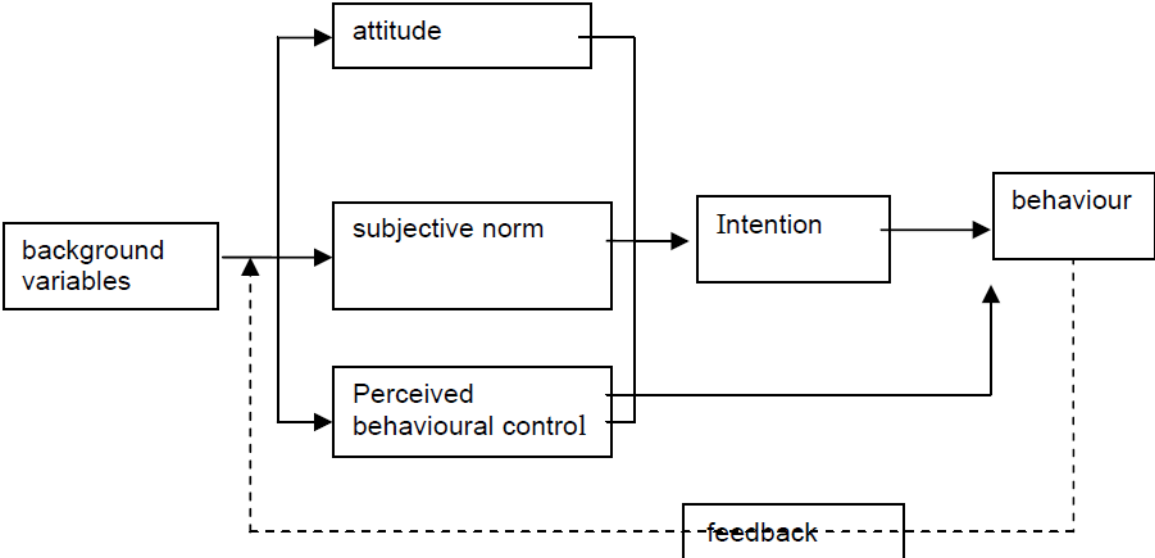 attitude
subjective norm
Intention
behaviour
background
variables
Perceived
behavioural control
feedback